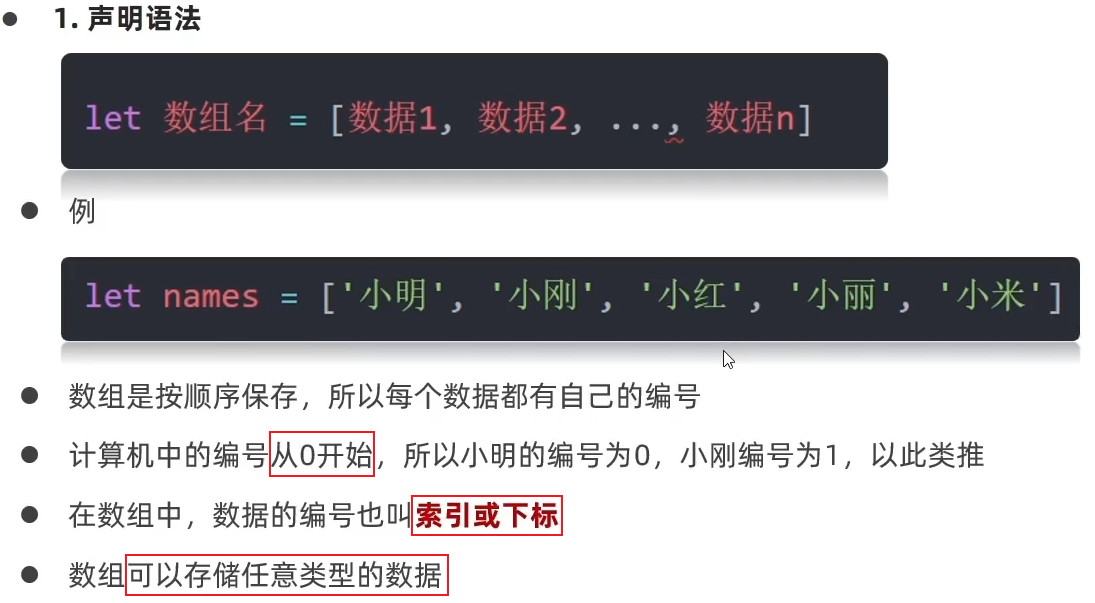 1. 声明语法
let 数组名 = [数据1, 数据2, ..., 数据n]
例
let names = ['小明', '小刚', '小红', '小丽', '小米']
数组是按顺序保存，所以每个数据都有自己的编号
计算机中的编号从0开始，所以小明的编号为0，小刚编号为1，以此类推
在数组中，数据的编号也叫索引或下标
数组可以存储任意类型的数据